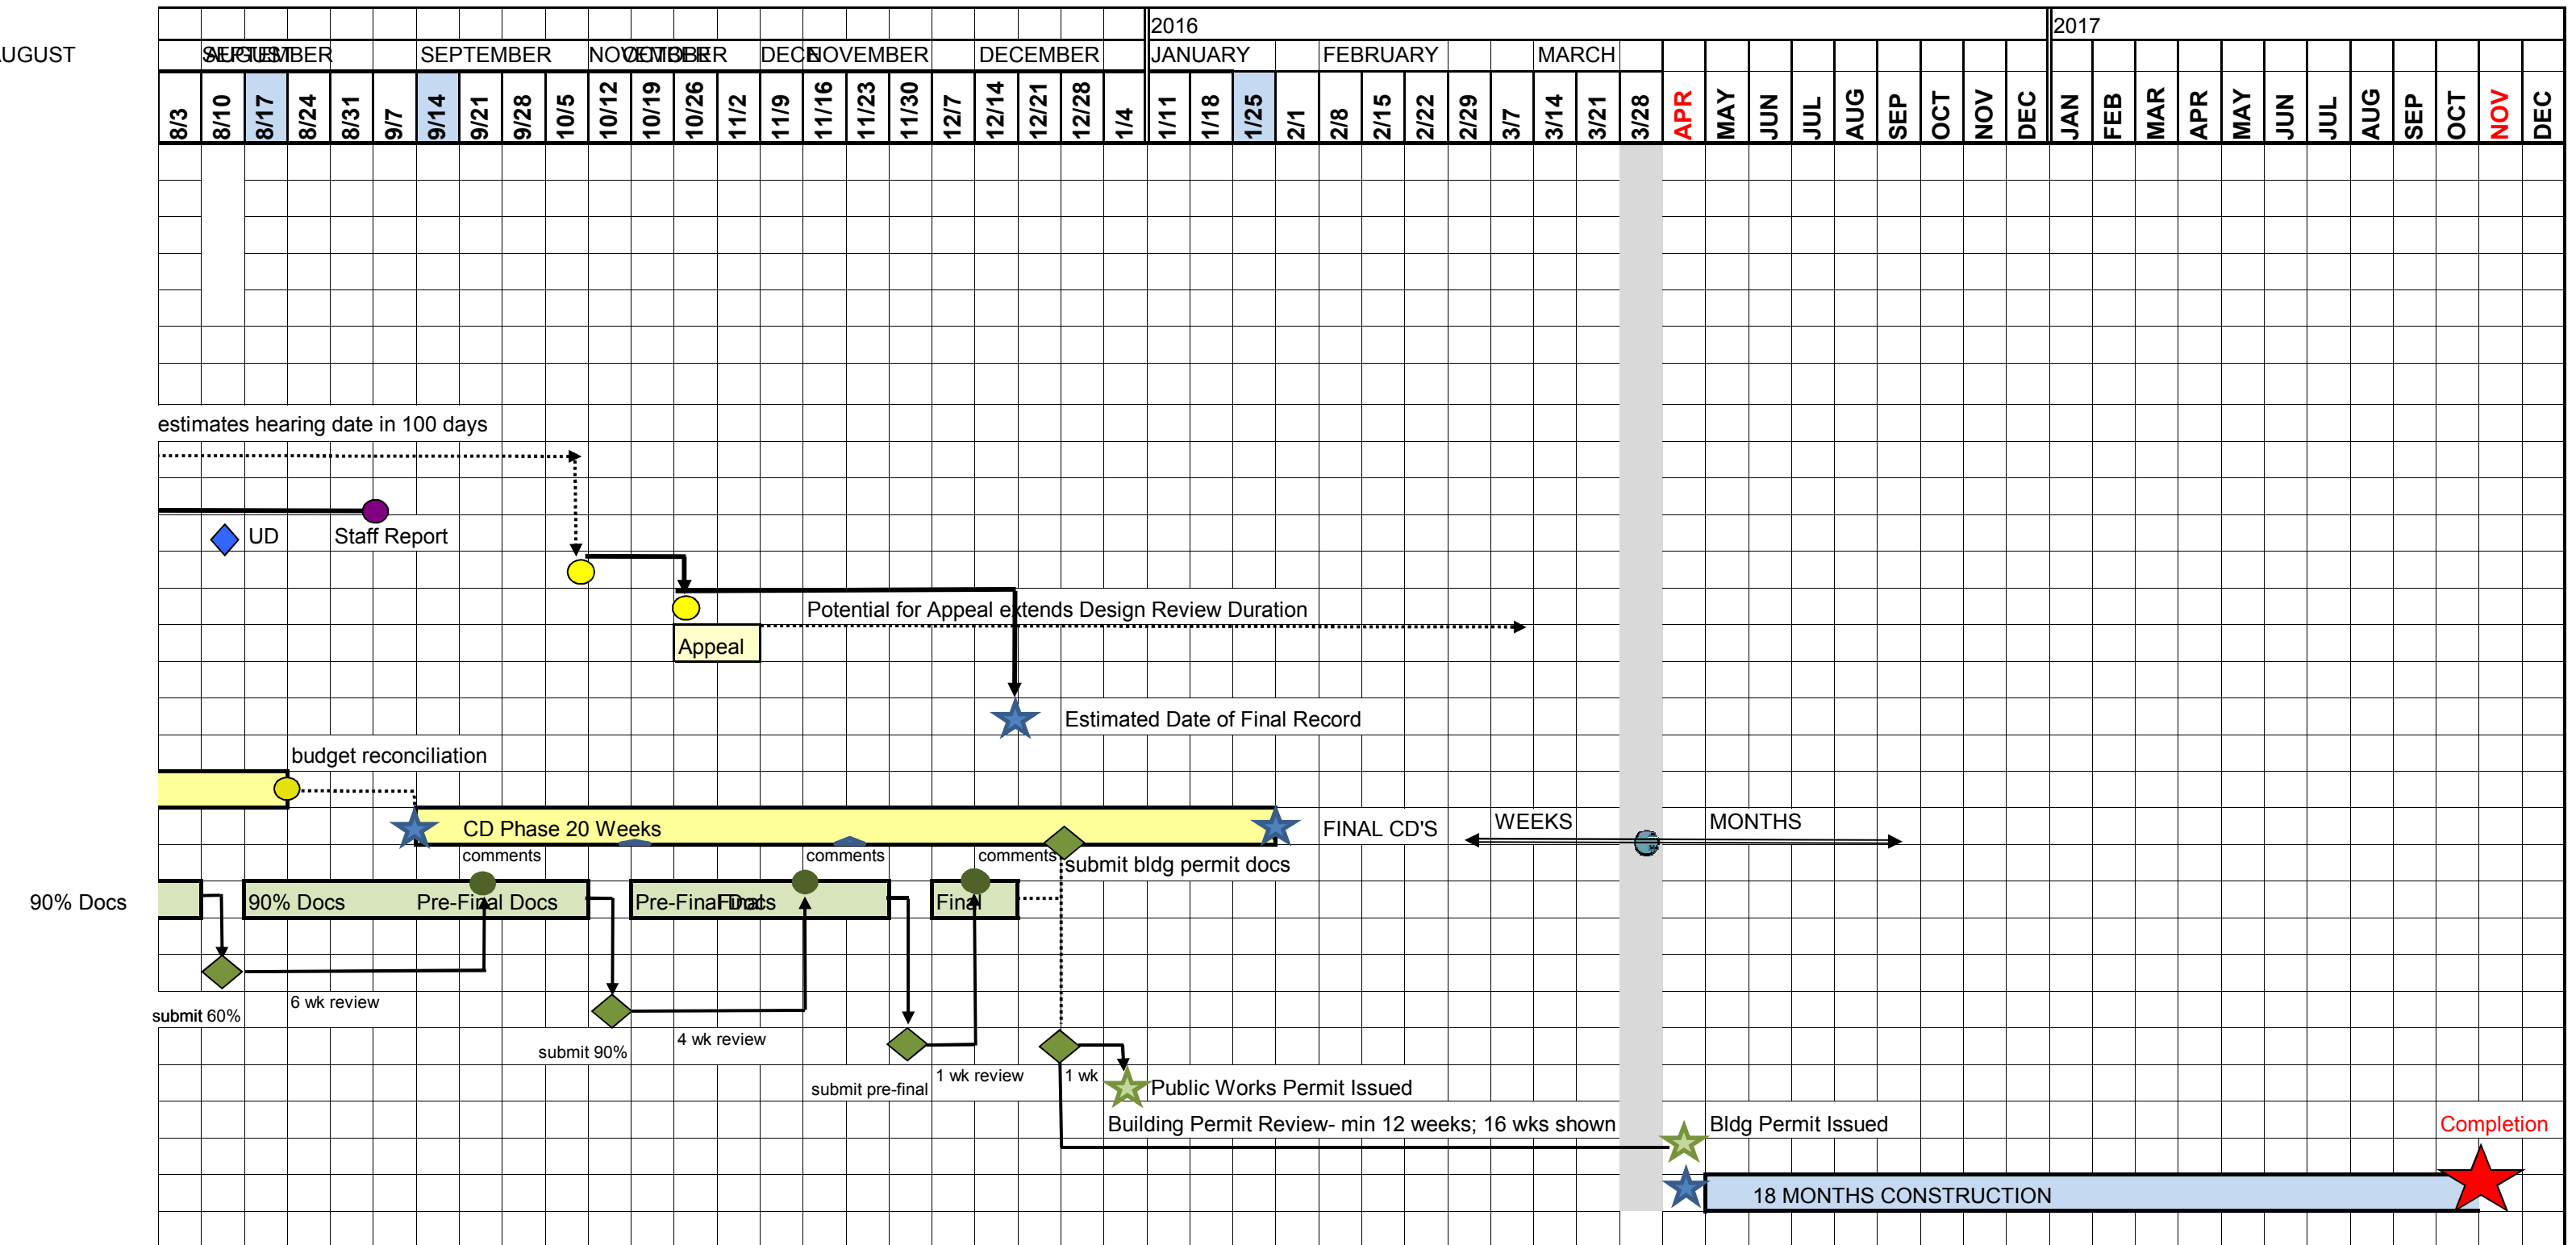 2016 2017
AUGUST SEPTEMBER AUGUST SEPTEMBER NOVEMBER OCTOBER DECE NOVEMBER DECEMBER JANUARY FEBRUARY MARCH
8/3 8/10 8/17 8/24 8/31 9/7 9/14 9/21 9/28 10/5 10/12 10/19 10/26 11/2 11/9 11/16 11/23 11/30 12/7 12/14 12/21 12/28 1/4 1/11 1/18 1/25 2/1 2/8 2/15 2/22 2/29 3/7 3/14 3/21 3/28 APR MAY JUN JUL AUG SEP OCT NOV DEC JAN FEB MAR APR MAY JUN JUL AUG SEP OCT NOV DEC
estimates hearing date in 100 days
UD Staff Report
Potential for Appeal extends Design Review Duration
Appeal
Estimated Date of Final Record
budget reconciliation
CD Phase 20 Weeks FINAL CD'S WEEKS MONTHS
comments comments comments
submit bldg permit docs
90% Docs 90% Docs Pre-Final Docs Pre-Final Docs Final Final
6 wk review
submit 60%
4 wk review
submit 90%
1 wk review 1 wk
submit pre-final Public Works Permit Issued
Building Permit Review- min 12 weeks; 16 wks shown Bldg Permit Issued Completion
18 MONTHS CONSTRUCTION